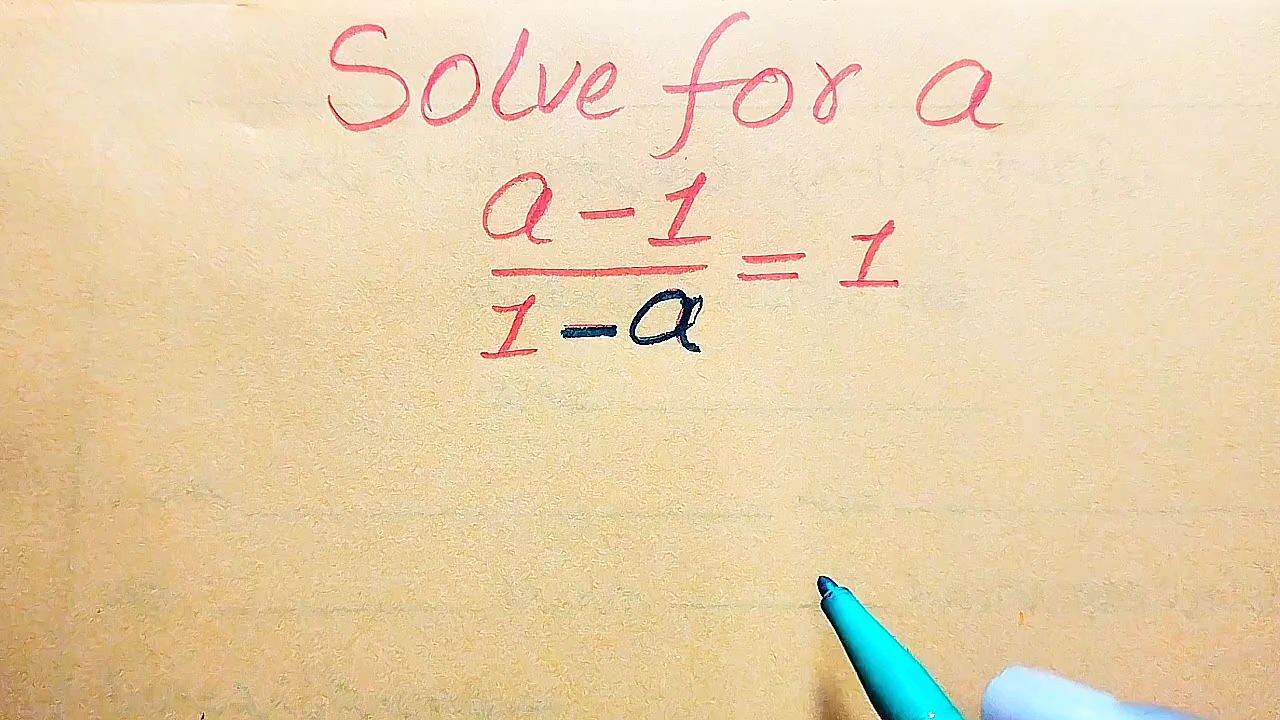 Solve for a
a - 1
1 - a
= 1